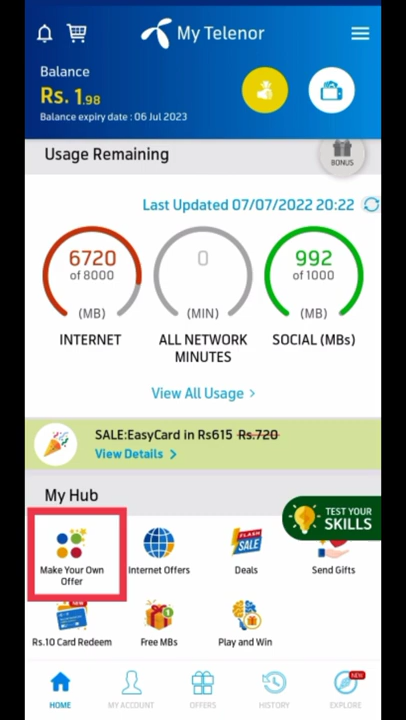 My Telenor
Balance
Rs. 1.98
Balance expiry date : 06 Jul 2023
Usage Remaining
BONUS
Last Updated 07/07/2022 20:22
6720
of 8000
(MB)
INTERNET
0
(MIN)
ALL NETWORK
MINUTES
992
of 1000
(MB)
SOCIAL (MBs)
View All Usage >
SALE:EasyCard in Rs615 Rs.720
View Details >
My Hub
TEST YOUR
SKILLS
Make Your Own
Offer
Internet Offers
FLASH
SALE
Deals
Send Gifts
NEW
Rs.10 Card Redeem
Free MBs
Play and Win
HOME
MY ACCOUNT
OFFERS
HISTORY
NEW
EXPLORE